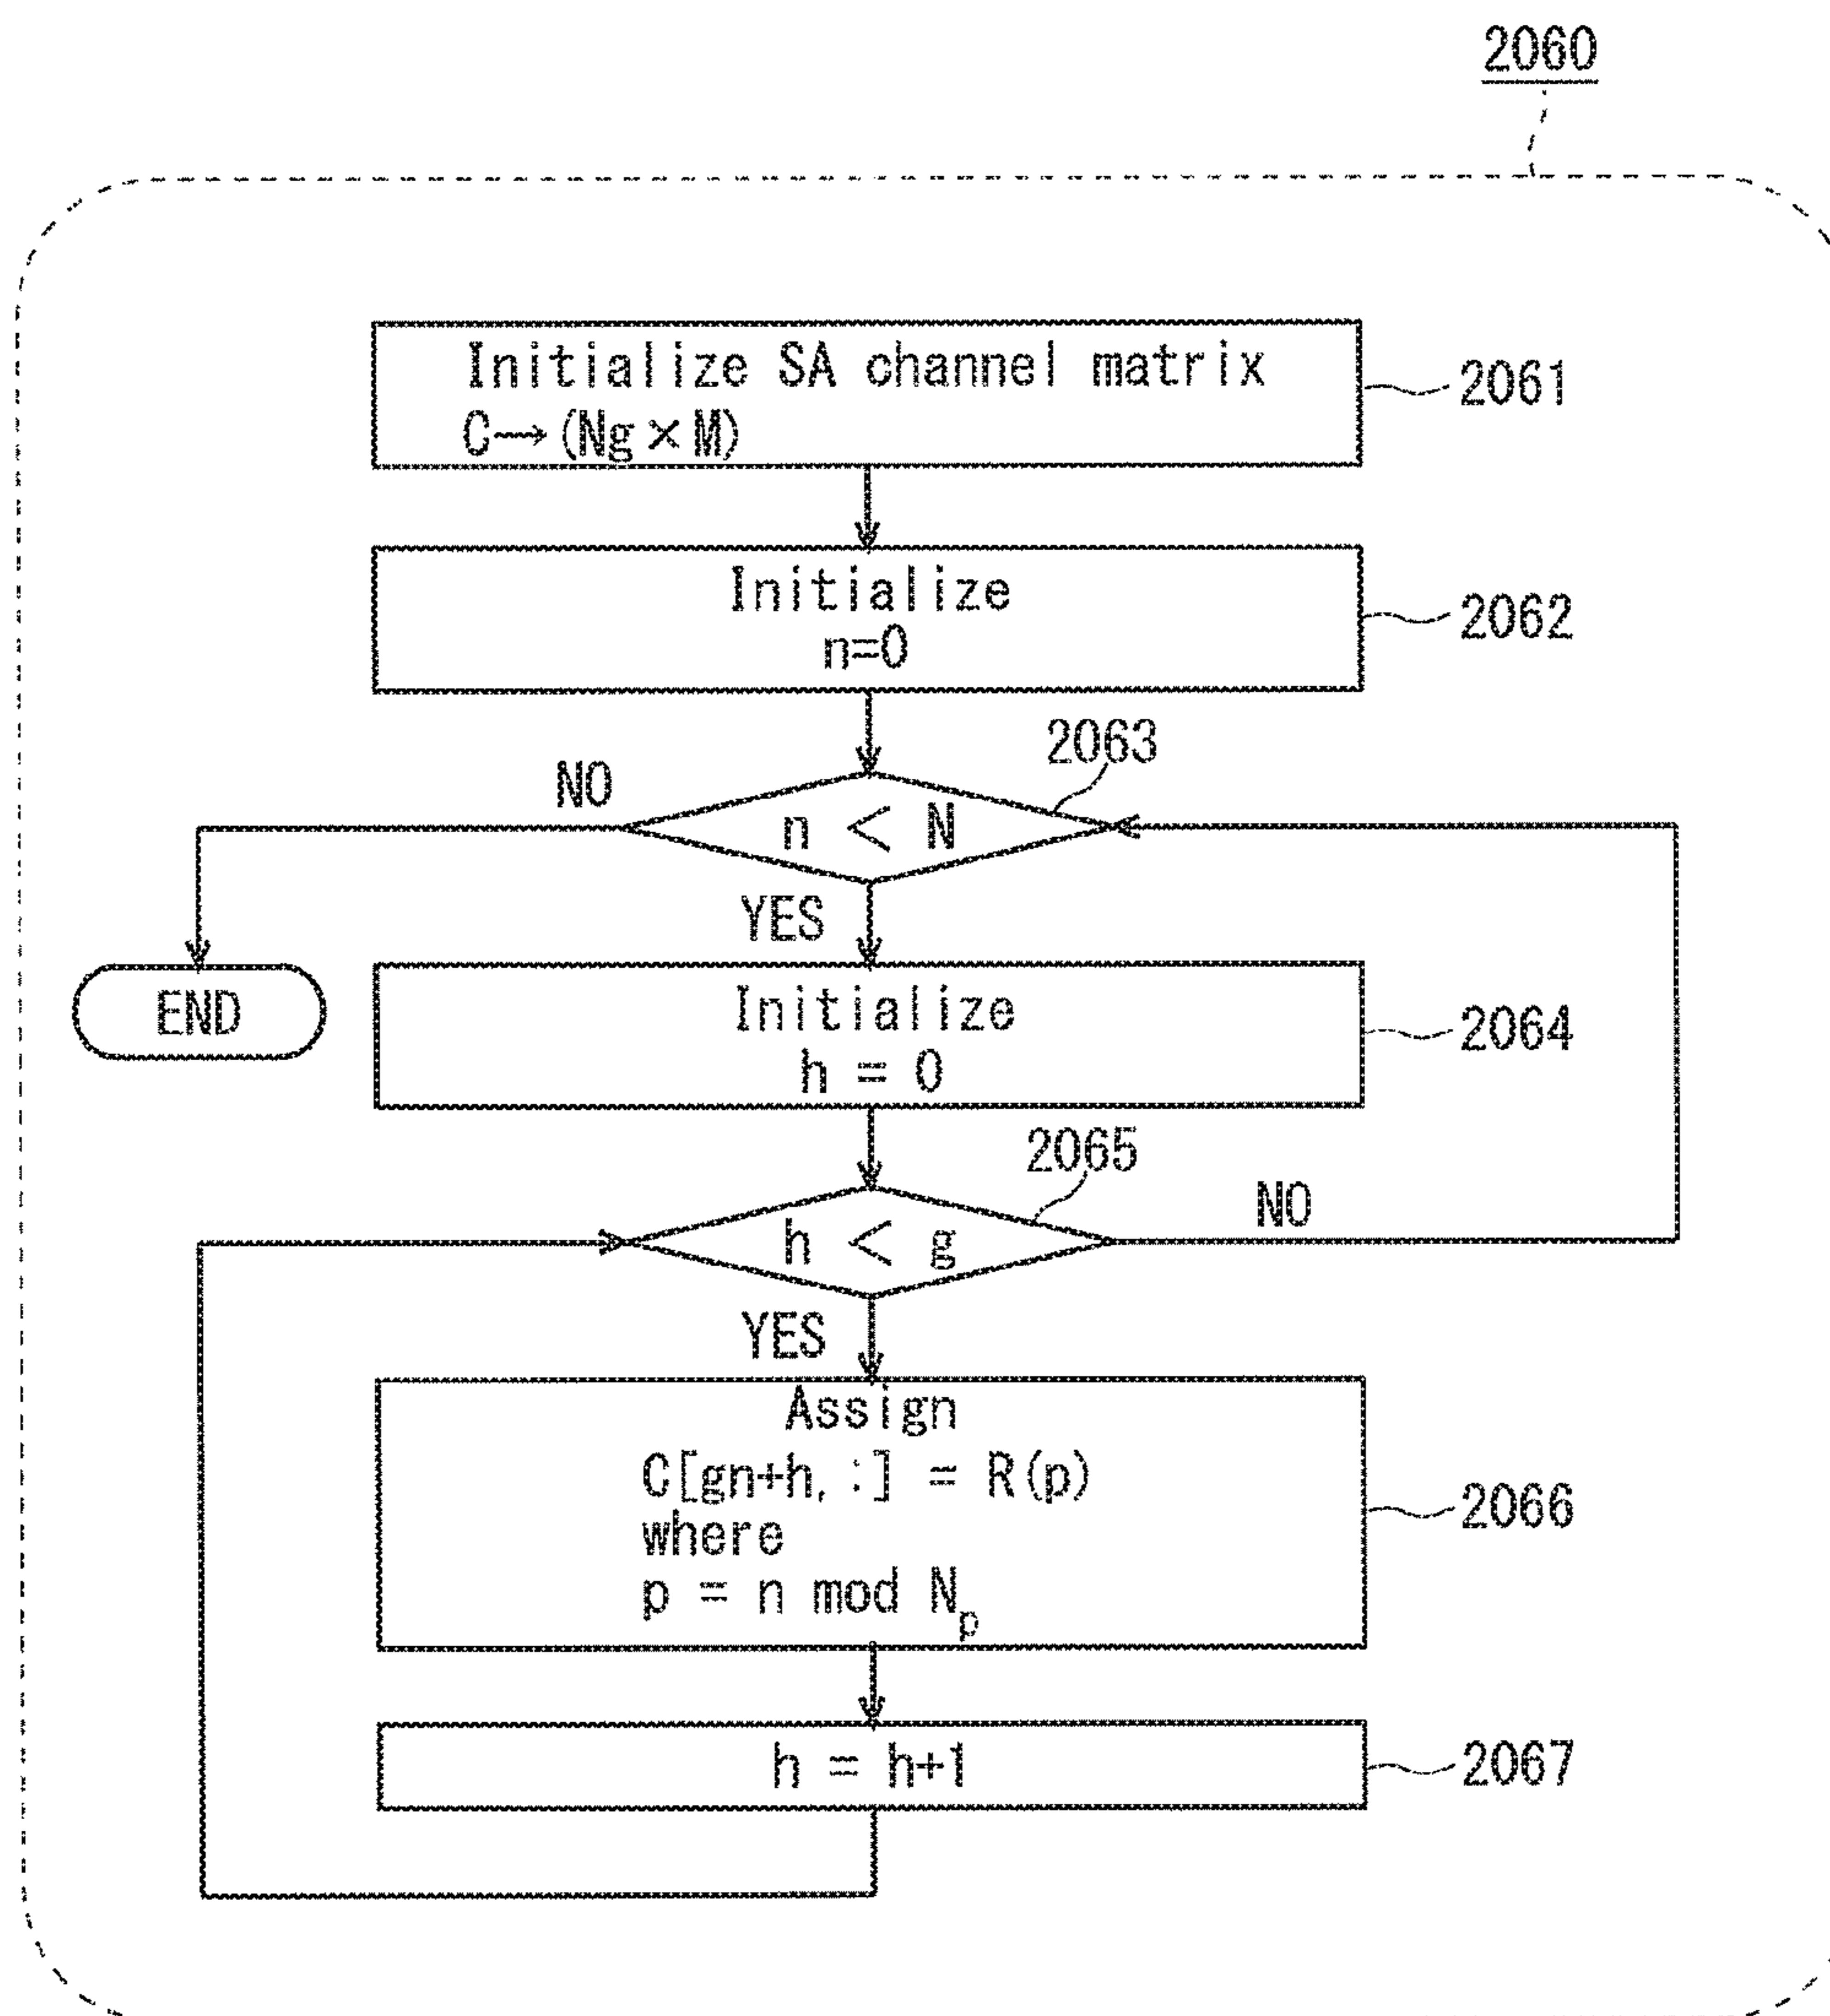 2060
Initialize SA channel matrix
C→(Ng×M)
2061
Initialize
n=0
2062
2063
NO
n < N
YES
END
Initialize
h = 0
2064
2065
NO
h < g
YES
Assign
C[gn+h, :] = R(p)
where
p = n mod Nₚ
2066
h = h+1
2067